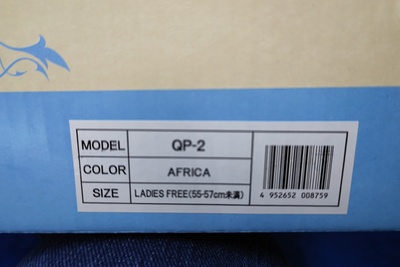 MODEL QP-2
COLOR AFRICA
SIZE LADIES FREE(55-57cm未満)
4 952652 008759